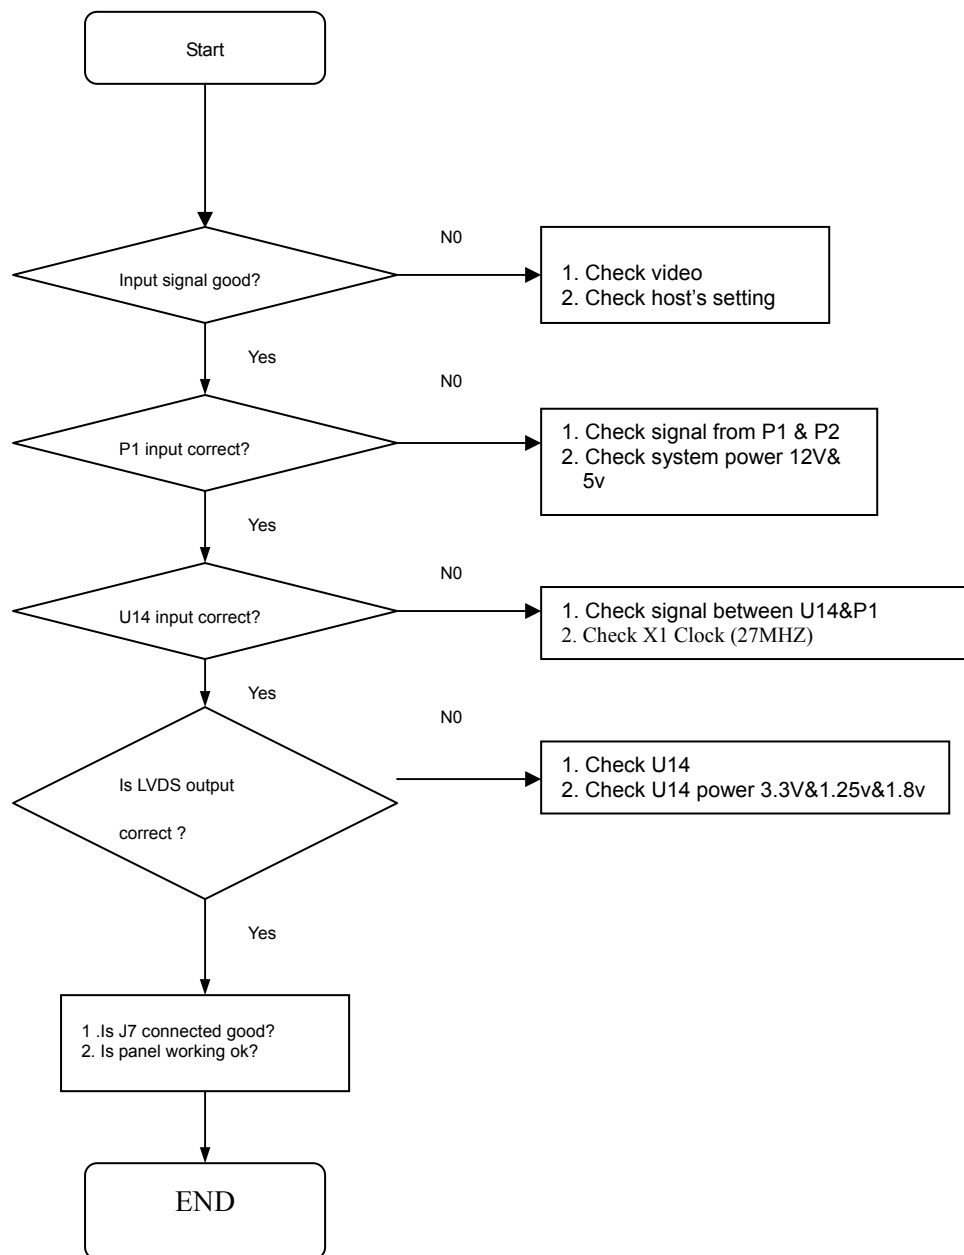 Start
N0
Input signal good?
1. Check video
2. Check host's setting
Yes
N0
P1 input correct?
1. Check signal from P1 & P2
2. Check system power 12V&
5v
Yes
N0
U14 input correct?
1. Check signal between U14&P1
2. Check X1 Clock (27MHZ)
Yes
N0
Is LVDS output
correct ?
1. Check U14
2. Check U14 power 3.3V&1.25v&1.8v
Yes
1 .Is J7 connected good?
2. Is panel working ok?
END